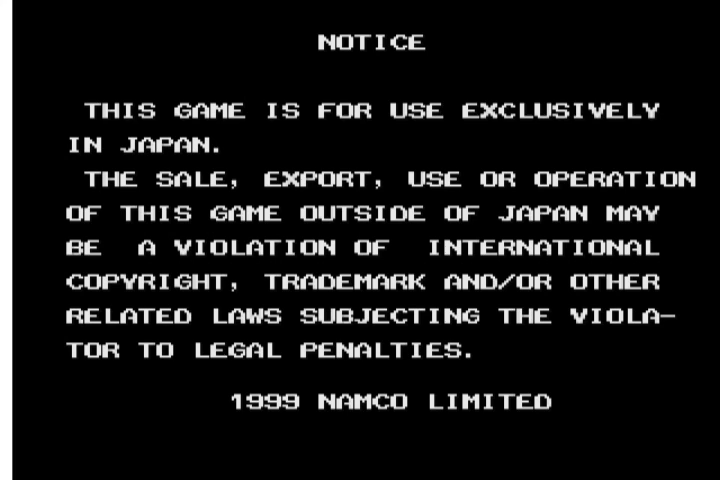 NOTICE
THIS GAME IS FOR USE EXCLUSIVELY
IN JAPAN.
THE SALE, EXPORT, USE OR OPERATION
OF THIS GAME OUTSIDE OF JAPAN MAY
BE A VIOLATION OF INTERNATIONAL
COPYRIGHT, TRADEMARK AND/OR OTHER
RELATED LAWS SUBJECTING THE VIOLA-
TOR TO LEGAL PENALTIES.
1999 NAMCO LIMITED